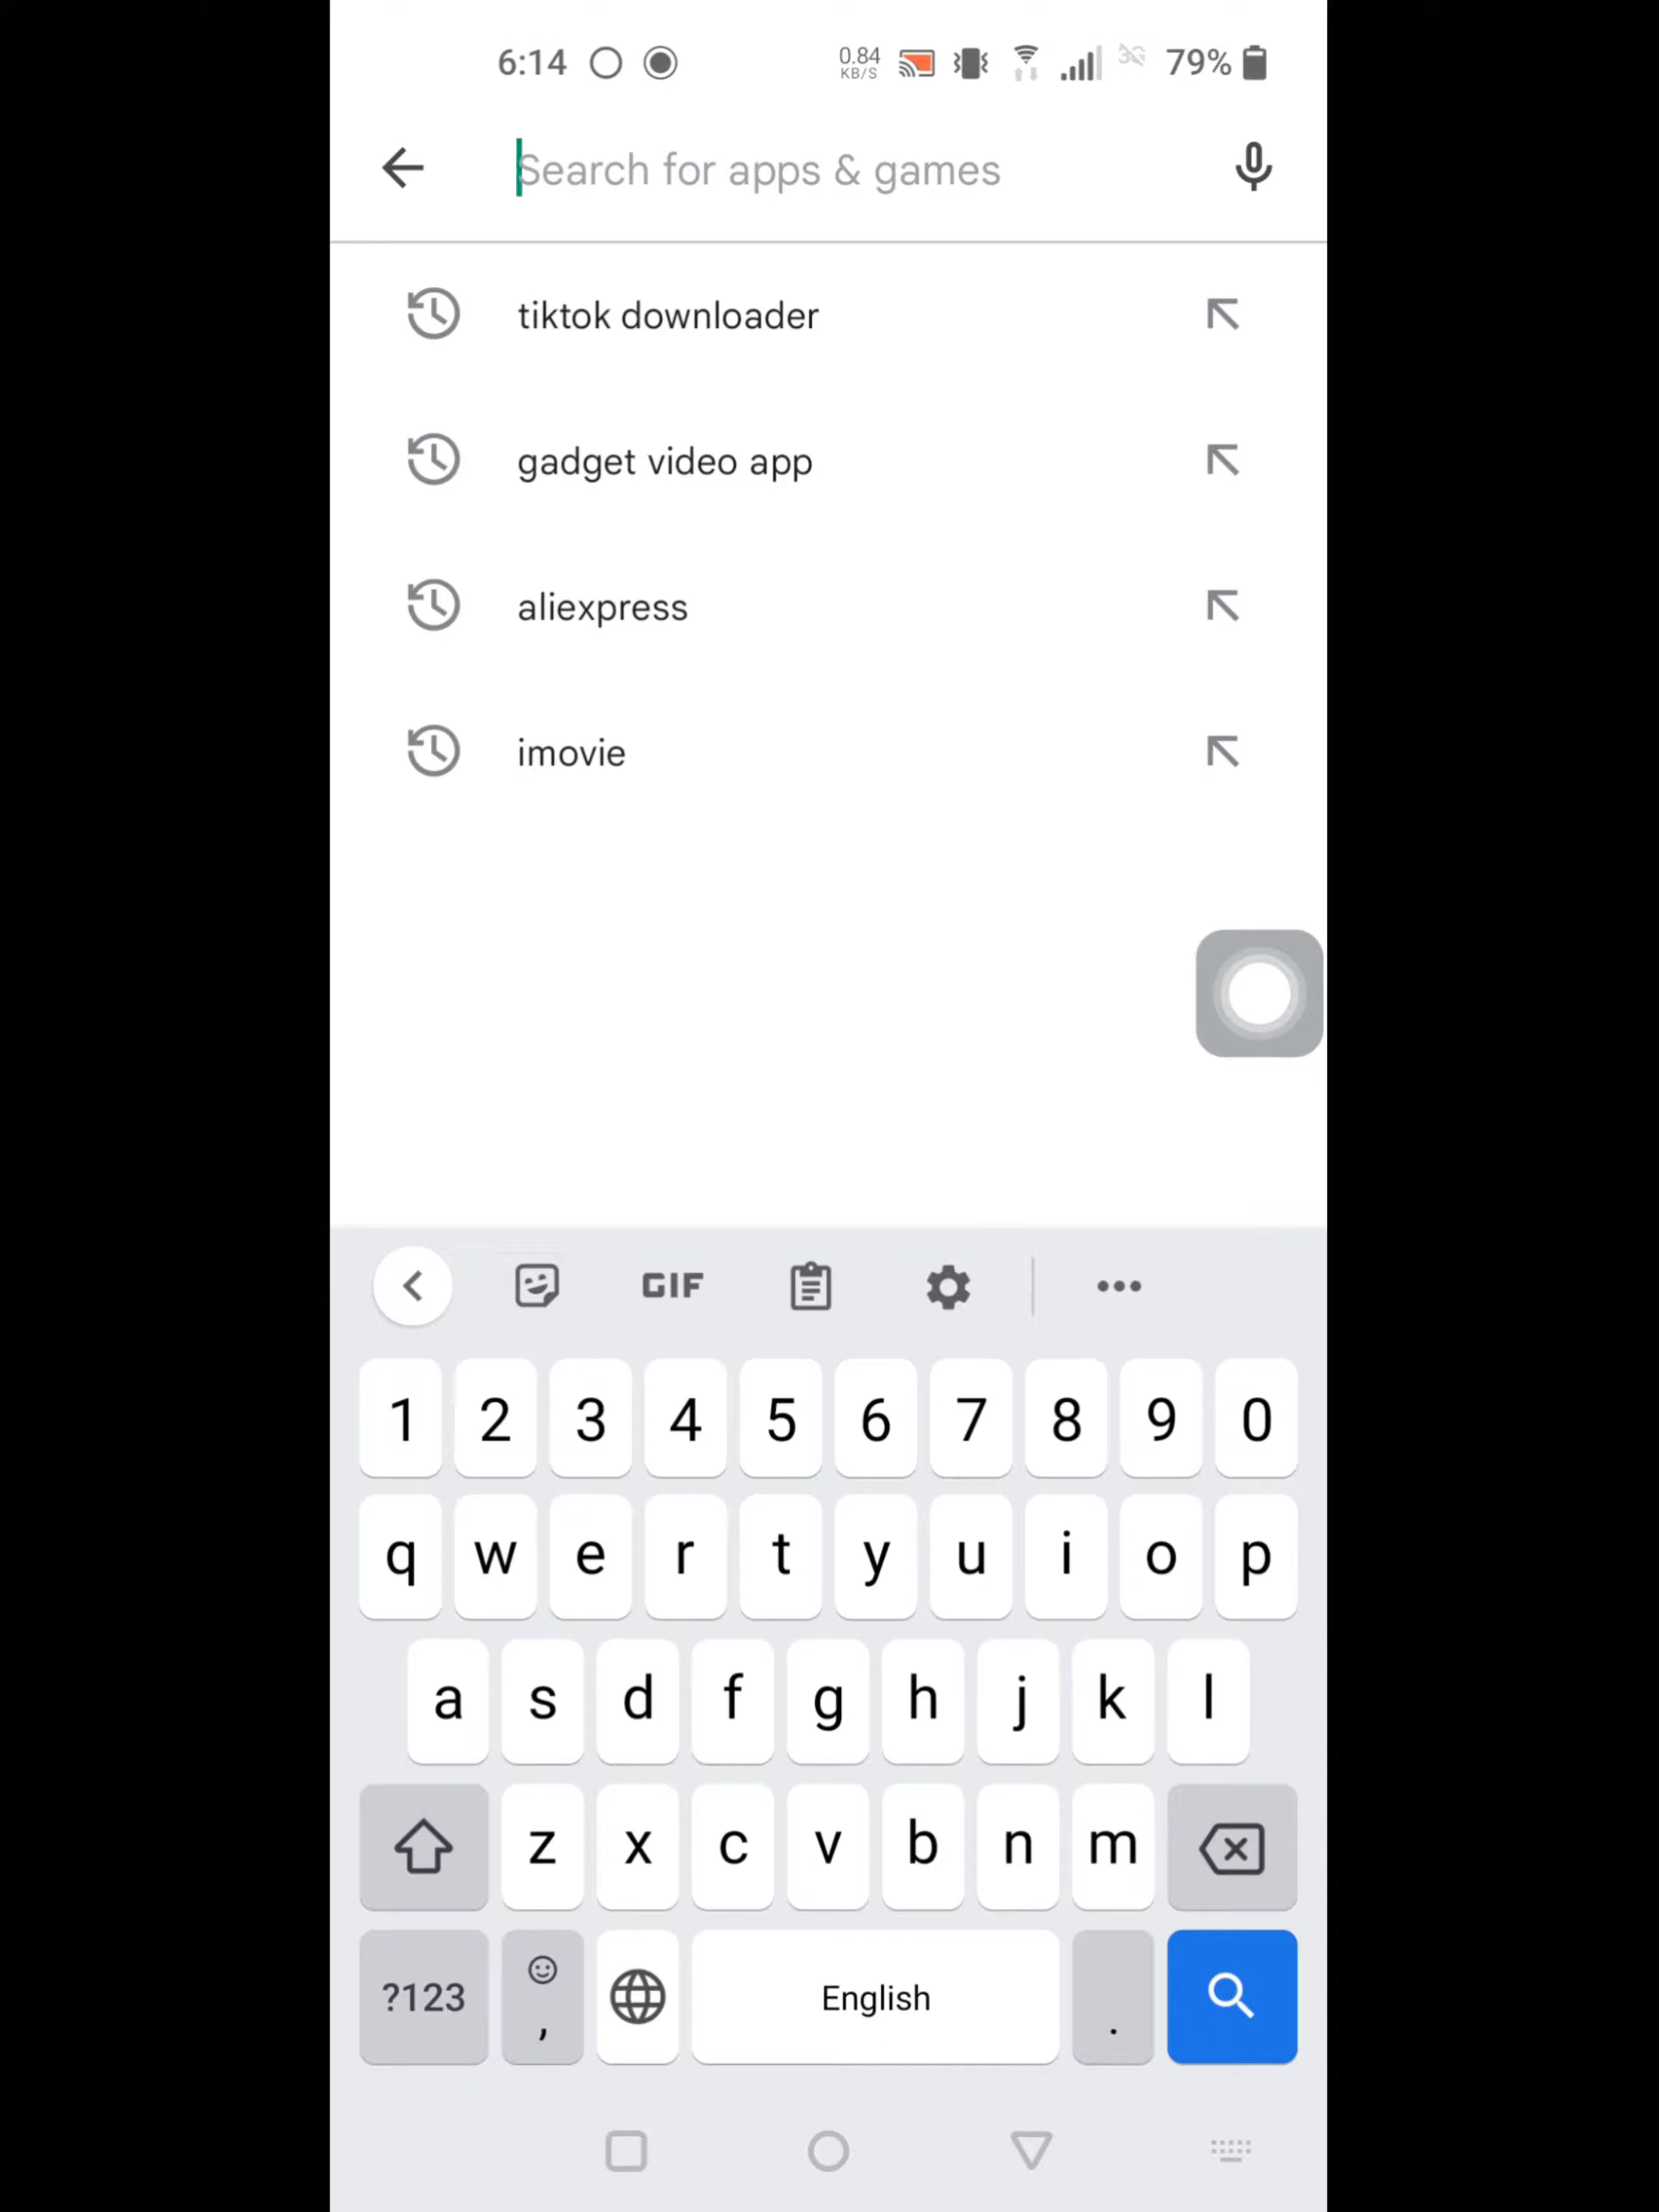 6:14 0.84 KB/S 3G 79%
Search for apps & games
tiktok downloader
gadget video app
aliexpress
imovie
GIF
1 2 3 4 5 6 7 8 9 0
q w e r t y u i o p
a s d f g h j k l
z x c v b n m
?123 , English .